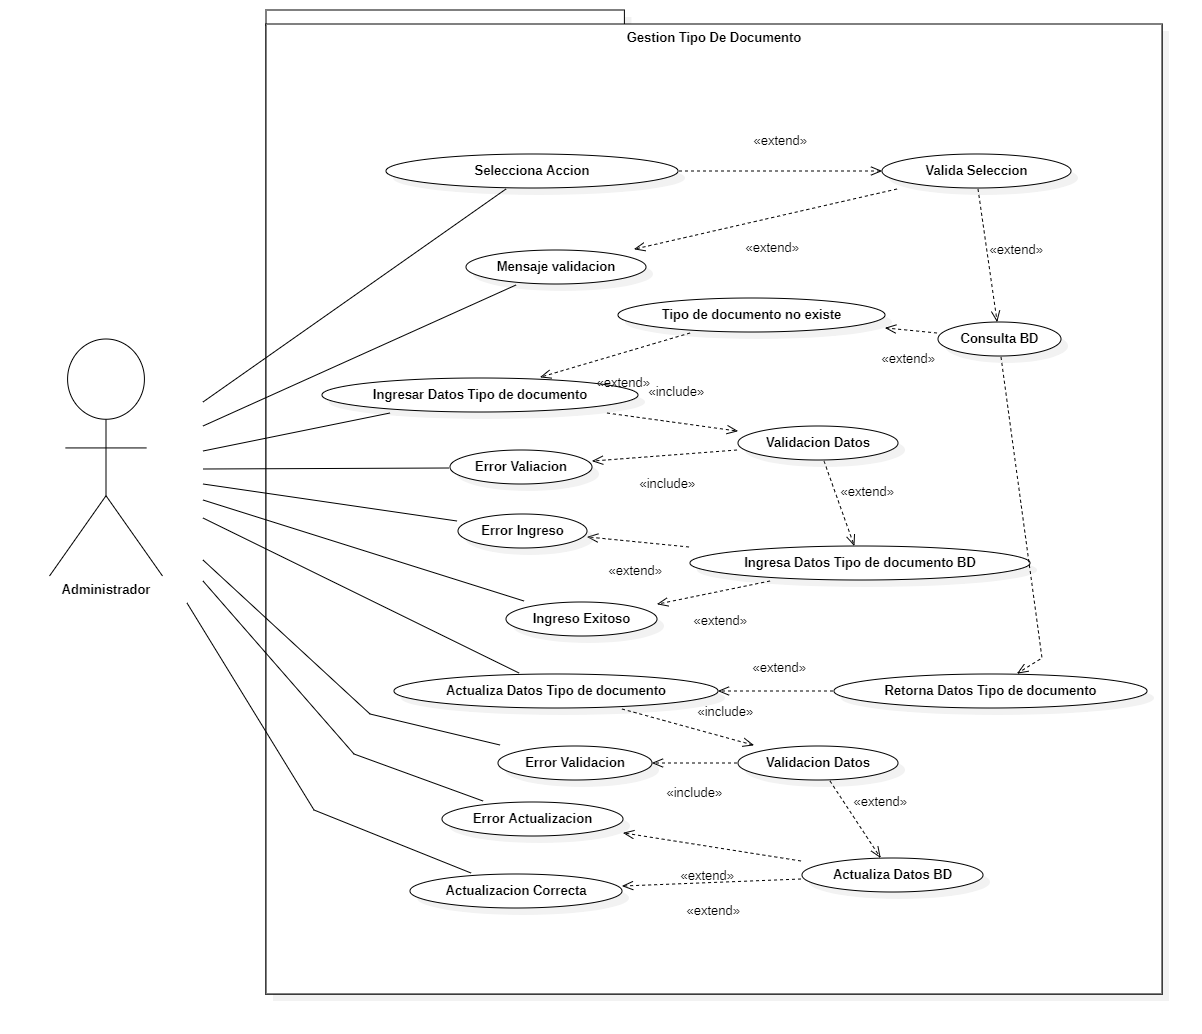 Gestion Tipo De Documento
«extend»
Selecciona Accion
Valida Seleccion
«extend»
«extend»
Mensaje validacion
Tipo de documento no existe
Consulta BD
«extend»
«extend»
«include»
Ingresar Datos Tipo de documento
Validacion Datos
Error Valiacion
«include»
«extend»
Error Ingreso
Ingresa Datos Tipo de documento BD
«extend»
Administrador
Ingreso Exitoso
«extend»
«extend»
Actualiza Datos Tipo de documento
Retorna Datos Tipo de documento
«include»
Error Validacion
Validacion Datos
«include»
«extend»
Error Actualizacion
Actualiza Datos BD
«extend»
Actualizacion Correcta
«extend»